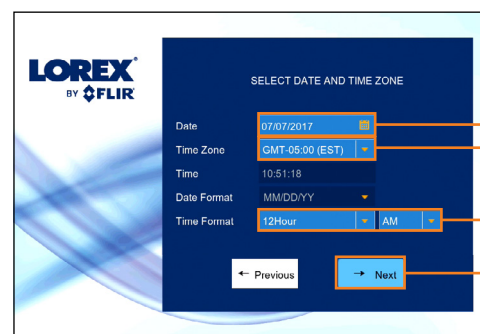 LOREX
BY FLIR
SELECT DATE AND TIME ZONE
Date 07/07/2017
Time Zone GMT-05:00 (EST)
Time 10:51:18
Date Format MM/DD/YY
Time Format 12Hour AM
Previous Next